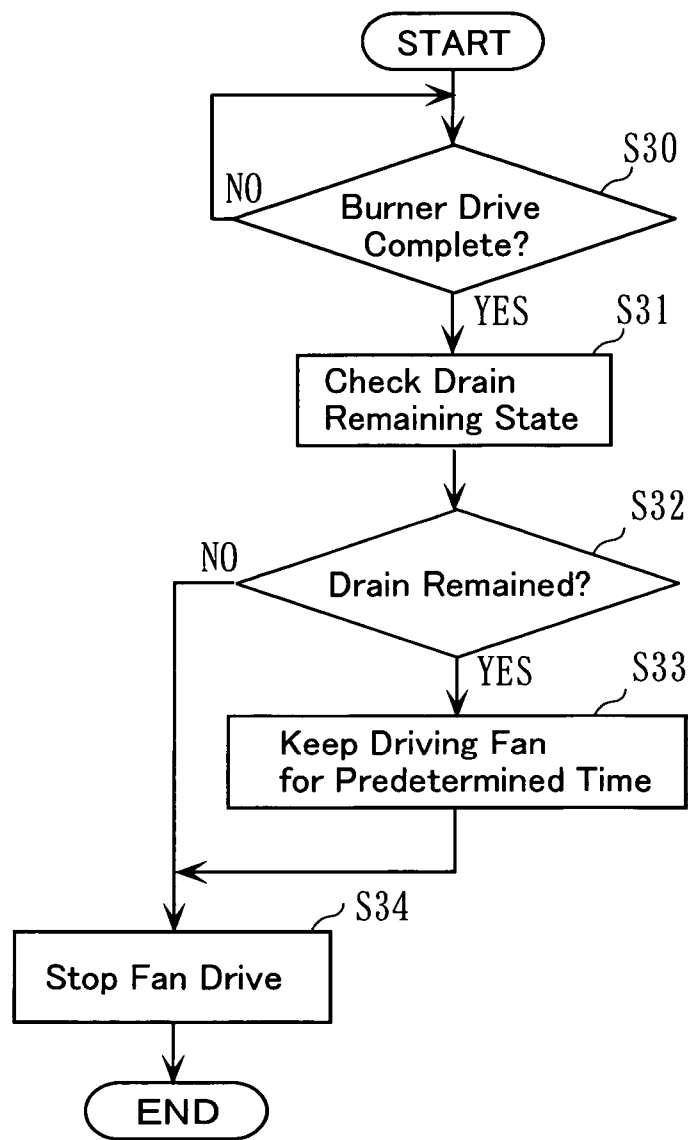 START
S30
NO
Burner Drive
Complete?
YES
S31
Check Drain
Remaining State
S32
NO
Drain Remained?
YES
S33
Keep Driving Fan
for Predetermined Time
S34
Stop Fan Drive
END